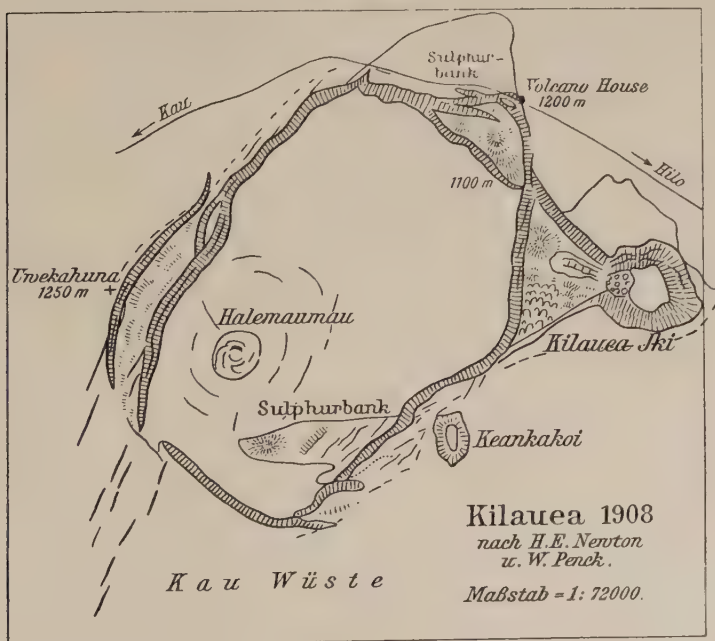 Sulphur-
bank
Volcano House
1200 m
Kau
Hilo
1100 m
Uwekahuna
1250 m +
Halemaumau
Kilauea Iki
Sulphurbank
Keankakoi
Kilauea 1908
nach H.E. Newton
u. W. Penck.
Kau Wüste
Maßstab = 1: 72000.